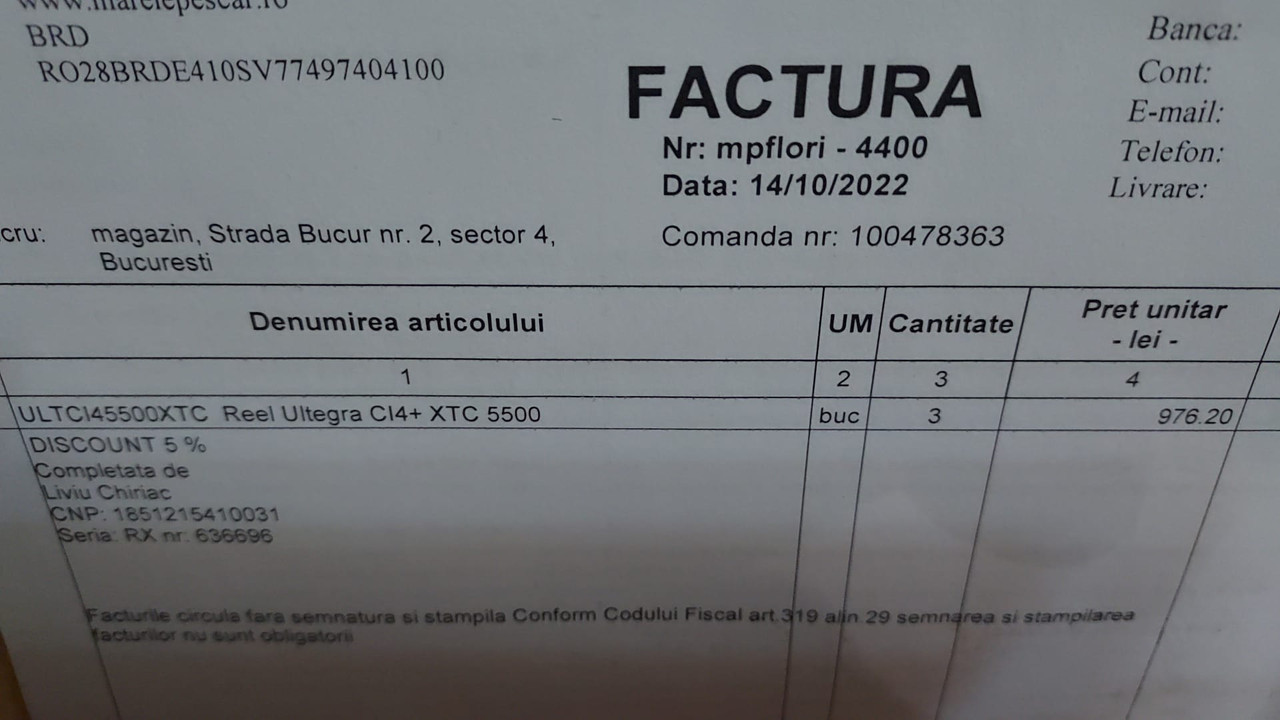 www.marelepescar.ro
BRD
RO28BRDE410SV77497404100
FACTURA
Nr: mpflori - 4400
Data: 14/10/2022
Banca:
Cont:
E-mail:
Telefon:
Livrare:
cru: magazin, Strada Bucur nr. 2, sector 4,
Bucuresti
Comanda nr: 100478363
Denumirea articolului UM Cantitate Pret unitar
- lei -
1 2 3 4
ULTCI45500XTC Reel Ultegra CI4+ XTC 5500 buc 3 976.20
DISCOUNT 5 %
Completata de
Liviu Chiriac
CNP: 1851215410031
Seria: RX nr: 636696
Facturile circula fara semnatura si stampila Conform Codului Fiscal art 319 alin 29 semnarea si stampilarea
facturilor nu sunt obligatorii